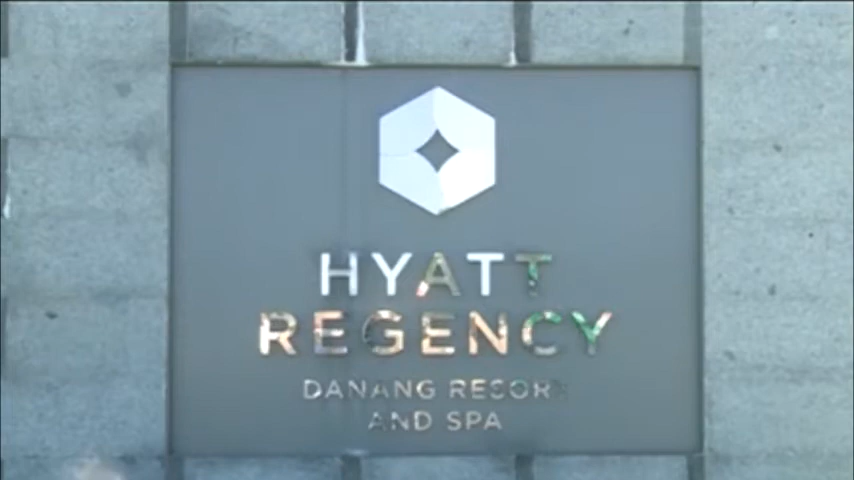 HYATT
REGENCY
DANANG RESORT
AND SPA